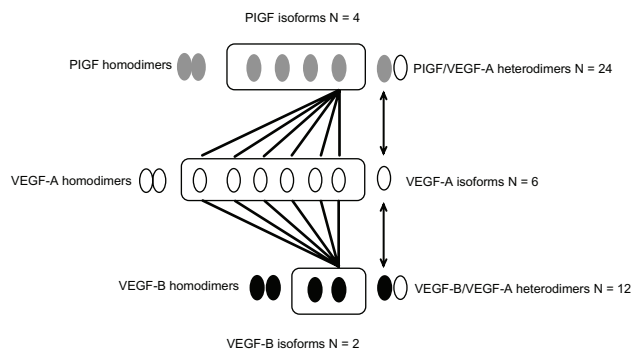 PIGF isoforms N = 4
PIGF homodimers
PIGF/VEGF-A heterodimers N = 24
VEGF-A homodimers
VEGF-A isoforms N = 6
VEGF-B homodimers
VEGF-B/VEGF-A heterodimers N = 12
VEGF-B isoforms N = 2